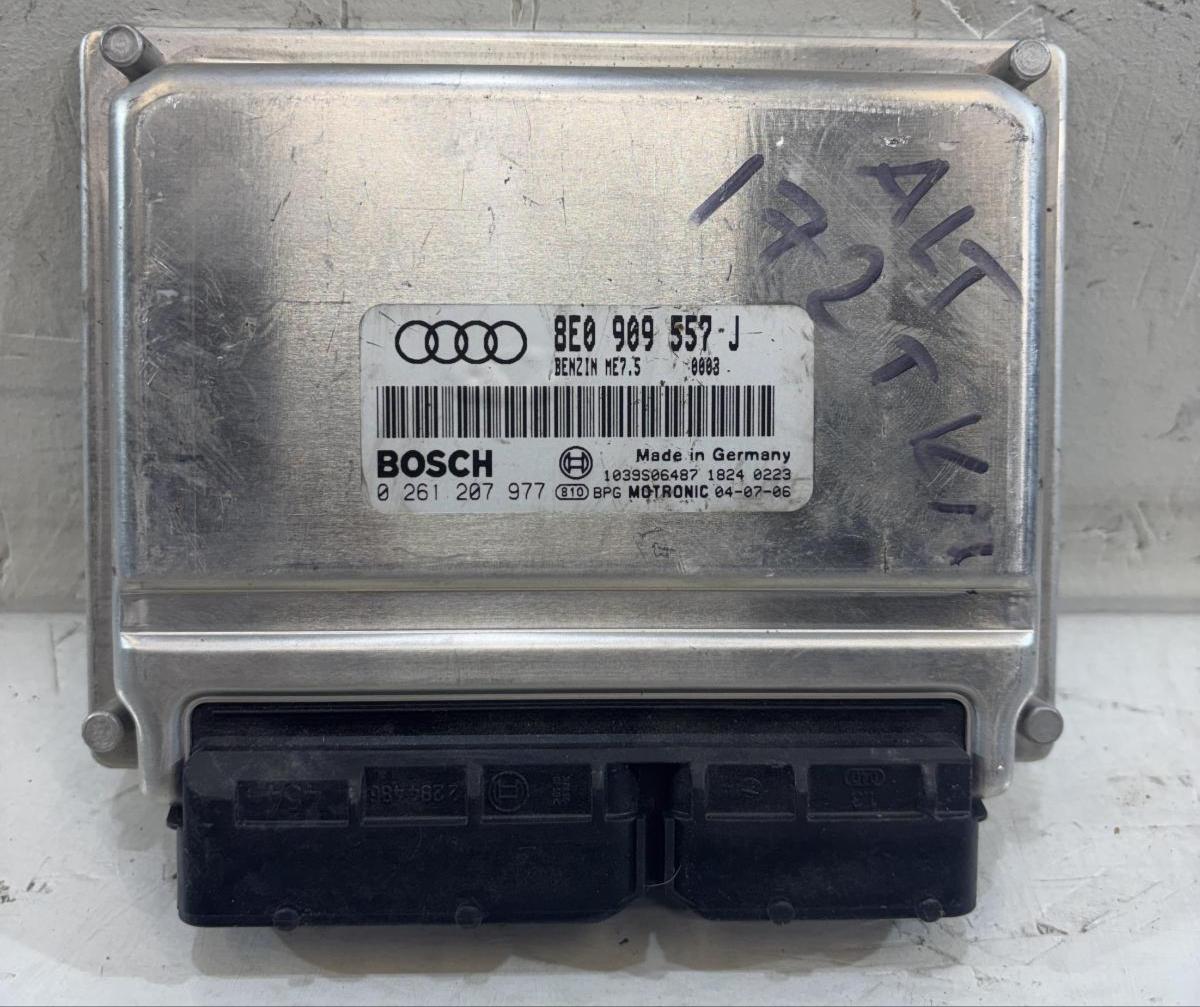 ALT
172
T
8E0 909 557 J
BENZIN ME7.5 0003
BOSCH
Made in Germany
1039S06487 1824 0223
0 261 207 977 810 BPG MOTRONIC 04-07-06